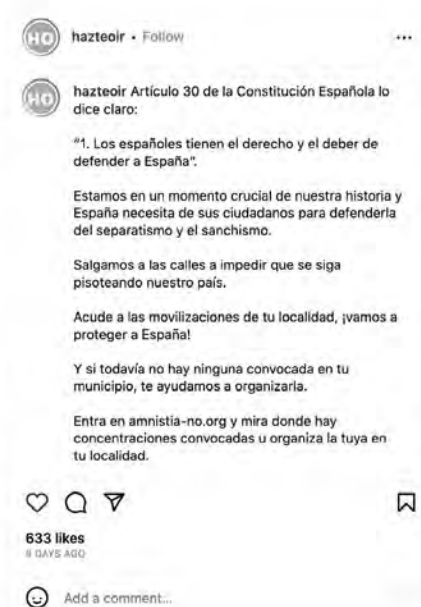 HO
hazteoir • Follow
HO
hazteoir Artículo 30 de la Constitución Española lo
dice claro:
“1. Los españoles tienen el derecho y el deber de
defender a España”.
Estamos en un momento crucial de nuestra historia y
España necesita de sus ciudadanos para defenderla
del separatismo y el sanchismo.
Salgamos a las calles a impedir que se siga
pisoteando nuestro país.
Acude a las movilizaciones de tu localidad, ¡vamos a
proteger a España!
Y si todavía no hay ninguna convocada en tu
municipio, te ayudamos a organizarla.
Entra en amnistia-no.org y mira donde hay
concentraciones convocadas u organiza la tuya en
tu localidad.
633 likes
DAYS AGO
Add a comment...